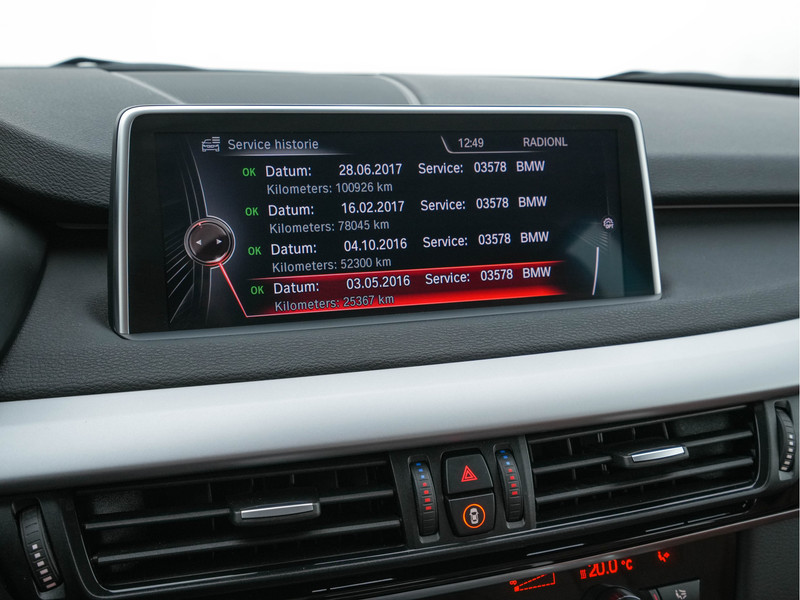 Service historie 12:49 RADIONL
OK Datum: 28.06.2017 Service: 03578 BMW
Kilometers: 100926 km
OK Datum: 16.02.2017 Service: 03578 BMW
Kilometers: 78045 km
OK Datum: 04.10.2016 Service: 03578 BMW
Kilometers: 52300 km
OK Datum: 03.05.2016 Service: 03578 BMW
Kilometers: 25367 km
20.0 °C